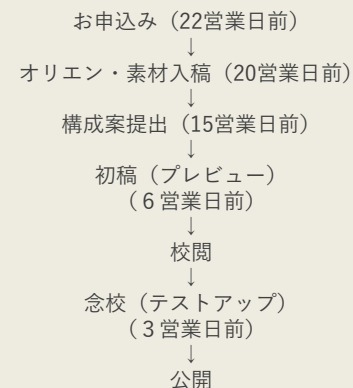 お申込み（22営業日前）
↓
オリエン・素材入稿（20営業日前）
↓
構成案提出（15営業日前）
↓
初稿（プレビュー）
（６営業日前）
↓
校閲
↓
念校（テストアップ）
（３営業日前）
↓
公開